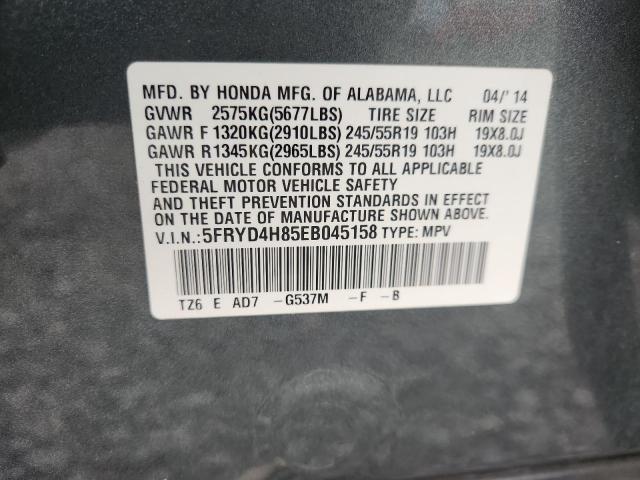 MFD. BY HONDA MFG. OF ALABAMA, LLC 04/'14
GVWR 2575KG(5677LBS) TIRE SIZE RIM SIZE
GAWR F 1320KG(2910LBS) 245/55R19 103H 19X8.0J
GAWR R1345KG(2965LBS) 245/55R19 103H 19X8.0J
THIS VEHICLE CONFORMS TO ALL APPLICABLE
FEDERAL MOTOR VEHICLE SAFETY
AND THEFT PREVENTION STANDARDS IN EFFECT
ON THE DATE OF MANUFACTURE SHOWN ABOVE.
V.I.N.:5FRYD4H85EB045158 TYPE: MPV
TZ6 E AD7 -G537M -F -B